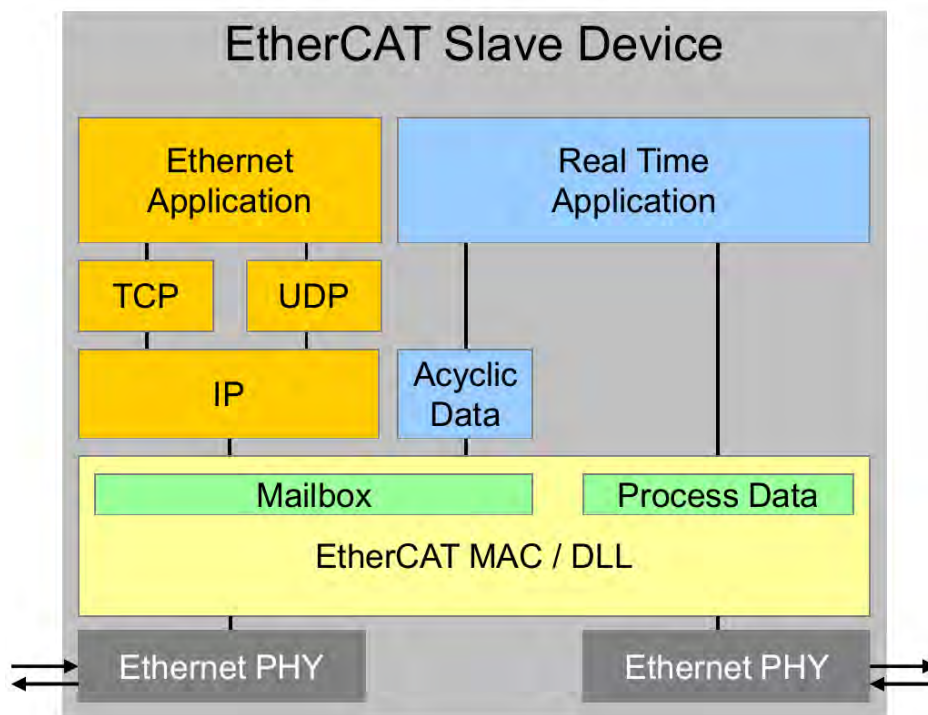 EtherCAT Slave Device
Ethernet
Application
Real Time
Application
TCP
UDP
IP
Acyclic
Data
Mailbox
Process Data
EtherCAT MAC / DLL
Ethernet PHY
Ethernet PHY